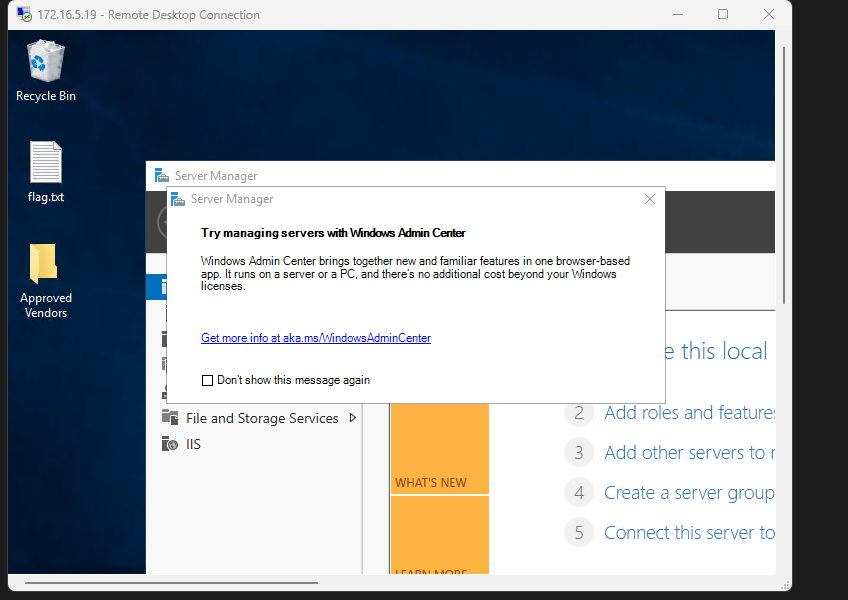 172.16.5.19 - Remote Desktop Connection
Recycle Bin
flag.txt
Approved
Vendors
Server Manager
Server Manager
Try managing servers with Windows Admin Center
Windows Admin Center brings together new and familiar features in one browser-based
app. It runs on a server or a PC, and there's no additional cost beyond your Windows
licenses.
Get more info at aka.ms/WindowsAdminCenter
Don't show this message again
File and Storage Services
IIS
WHAT'S NEW
LEARN MORE
e this local
2 Add roles and features
3 Add other servers to
4 Create a server group
5 Connect this server to